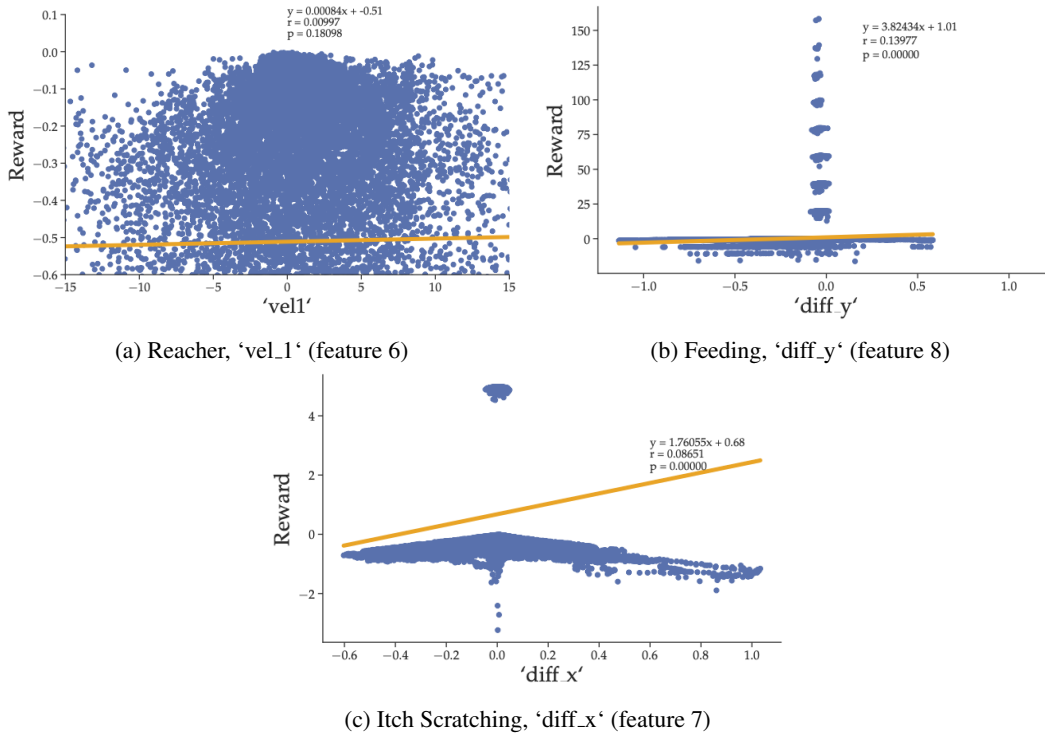 y = 0.00084x + -0.51
r = 0.00997
p = 0.18098
0.1
0.0
−0.1
−0.2
−0.3
−0.4
−0.5
−0.6
Reward
−15
−10
−5
0
5
10
15
‘vel1‘
(a) Reacher, ‘vel_1‘ (feature 6)
y = 3.82434x + 1.01
r = 0.13977
p = 0.00000
150
125
100
75
50
25
0
Reward
−1.0
−0.5
0.0
0.5
1.0
‘diff_y‘
(b) Feeding, ‘diff_y‘ (feature 8)
y = 1.76055x + 0.68
r = 0.08651
p = 0.00000
4
2
0
−2
Reward
−0.6
−0.4
−0.2
0.0
0.2
0.4
0.6
0.8
1.0
‘diff_x‘
(c) Itch Scratching, ‘diff_x‘ (feature 7)